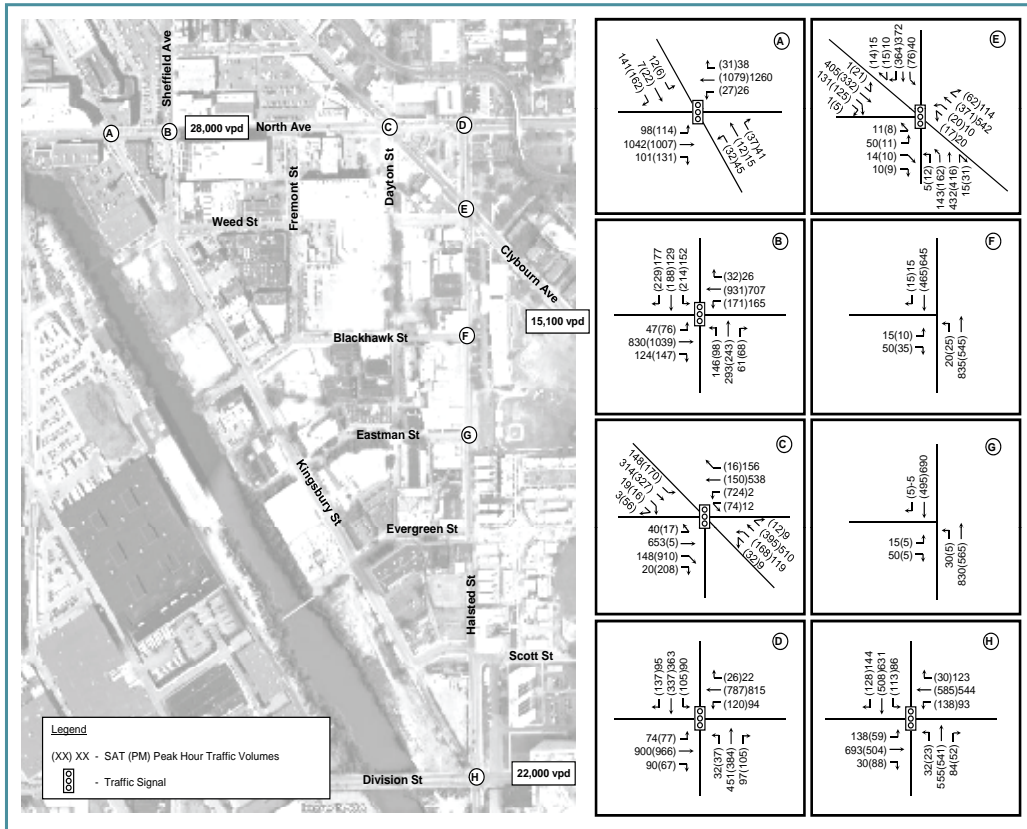 Sheffield Ave
A
B
28,000 vpd
North Ave
C
D
Fremont St
Dayton St
E
Weed St
Clybourn Ave
15,100 vpd
Blackhawk St
F
Eastman St
G
Kingsbury St
Evergreen St
Halsted St
Scott St
Legend
(XX) XX - SAT (PM) Peak Hour Traffic Volumes
- Traffic Signal
Division St
H
22,000 vpd
A
141(162)
7(22)
12(6)
(31)38
(1079)1260
(27)26
98(114)
1042(1007)
101(131)
(32)45
(12)15
(37)41
E
1(5)
131(125)
405(332)
1(21)
(14)15
(15)10
(364)372
(76)40
(62)114
(371)542
(20)10
(17)20
11(8)
50(11)
14(10)
10(9)
5(12)
143(162)
432(416)
15(31)
B
(229)177
(188)129
(214)152
(32)26
(931)707
(171)165
47(76)
830(1039)
124(147)
146(98)
293(243)
61(68)
F
(15)15
(465)645
15(10)
50(35)
20(25)
835(545)
C
148(170)
314(327)
19(16)
3(56)
(16)156
(150)538
(724)2
(74)12
40(17)
653(5)
148(910)
20(208)
(12)9
(395)510
(168)119
(32)9
G
(5)-5
(495)690
15(5)
50(5)
30(5)
830(565)
D
(137)95
(337)363
(105)90
(26)22
(787)815
(120)94
74(77)
900(966)
90(67)
32(37)
451(384)
97(105)
H
(128)144
(508)631
(113)86
(30)123
(585)544
(138)93
138(59)
693(504)
30(88)
32(23)
555(541)
84(52)